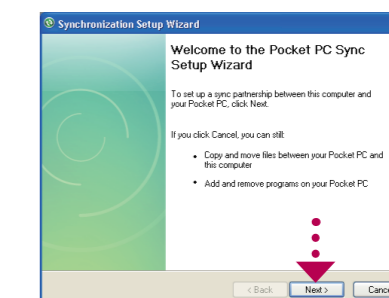 Synchronization Setup Wizard
Welcome to the Pocket PC Sync
Setup Wizard
To set up a sync partnership between this computer and
your Pocket PC, click Next.
If you click Cancel, you can still:
• Copy and move files between your Pocket PC and
this computer
• Add and remove programs on your Pocket PC
< Back Next > Cance